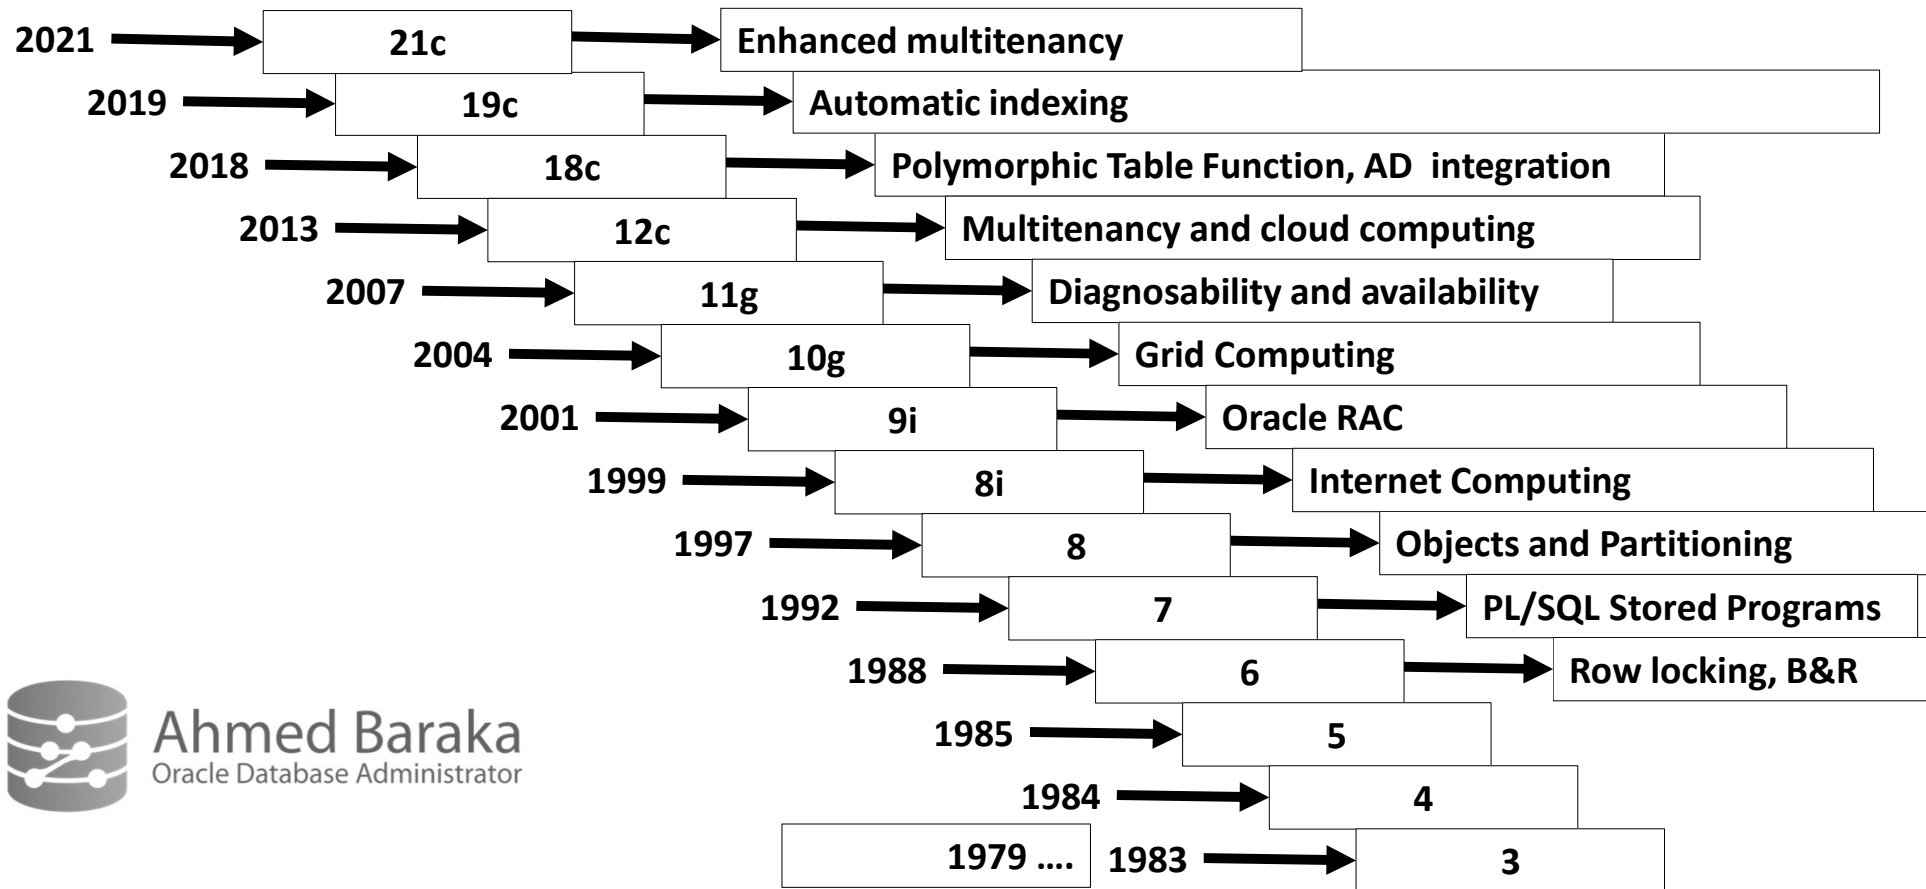 2021 21c Enhanced multitenancy
2019 19c Automatic indexing
2018 18c Polymorphic Table Function, AD integration
2013 12c Multitenancy and cloud computing
2007 11g Diagnosability and availability
2004 10g Grid Computing
2001 9i Oracle RAC
1999 8i Internet Computing
1997 8 Objects and Partitioning
1992 7 PL/SQL Stored Programs
1988 6 Row locking, B&R
1985 5
1984 4
1979 .... 1983 3
Ahmed Baraka
Oracle Database Administrator